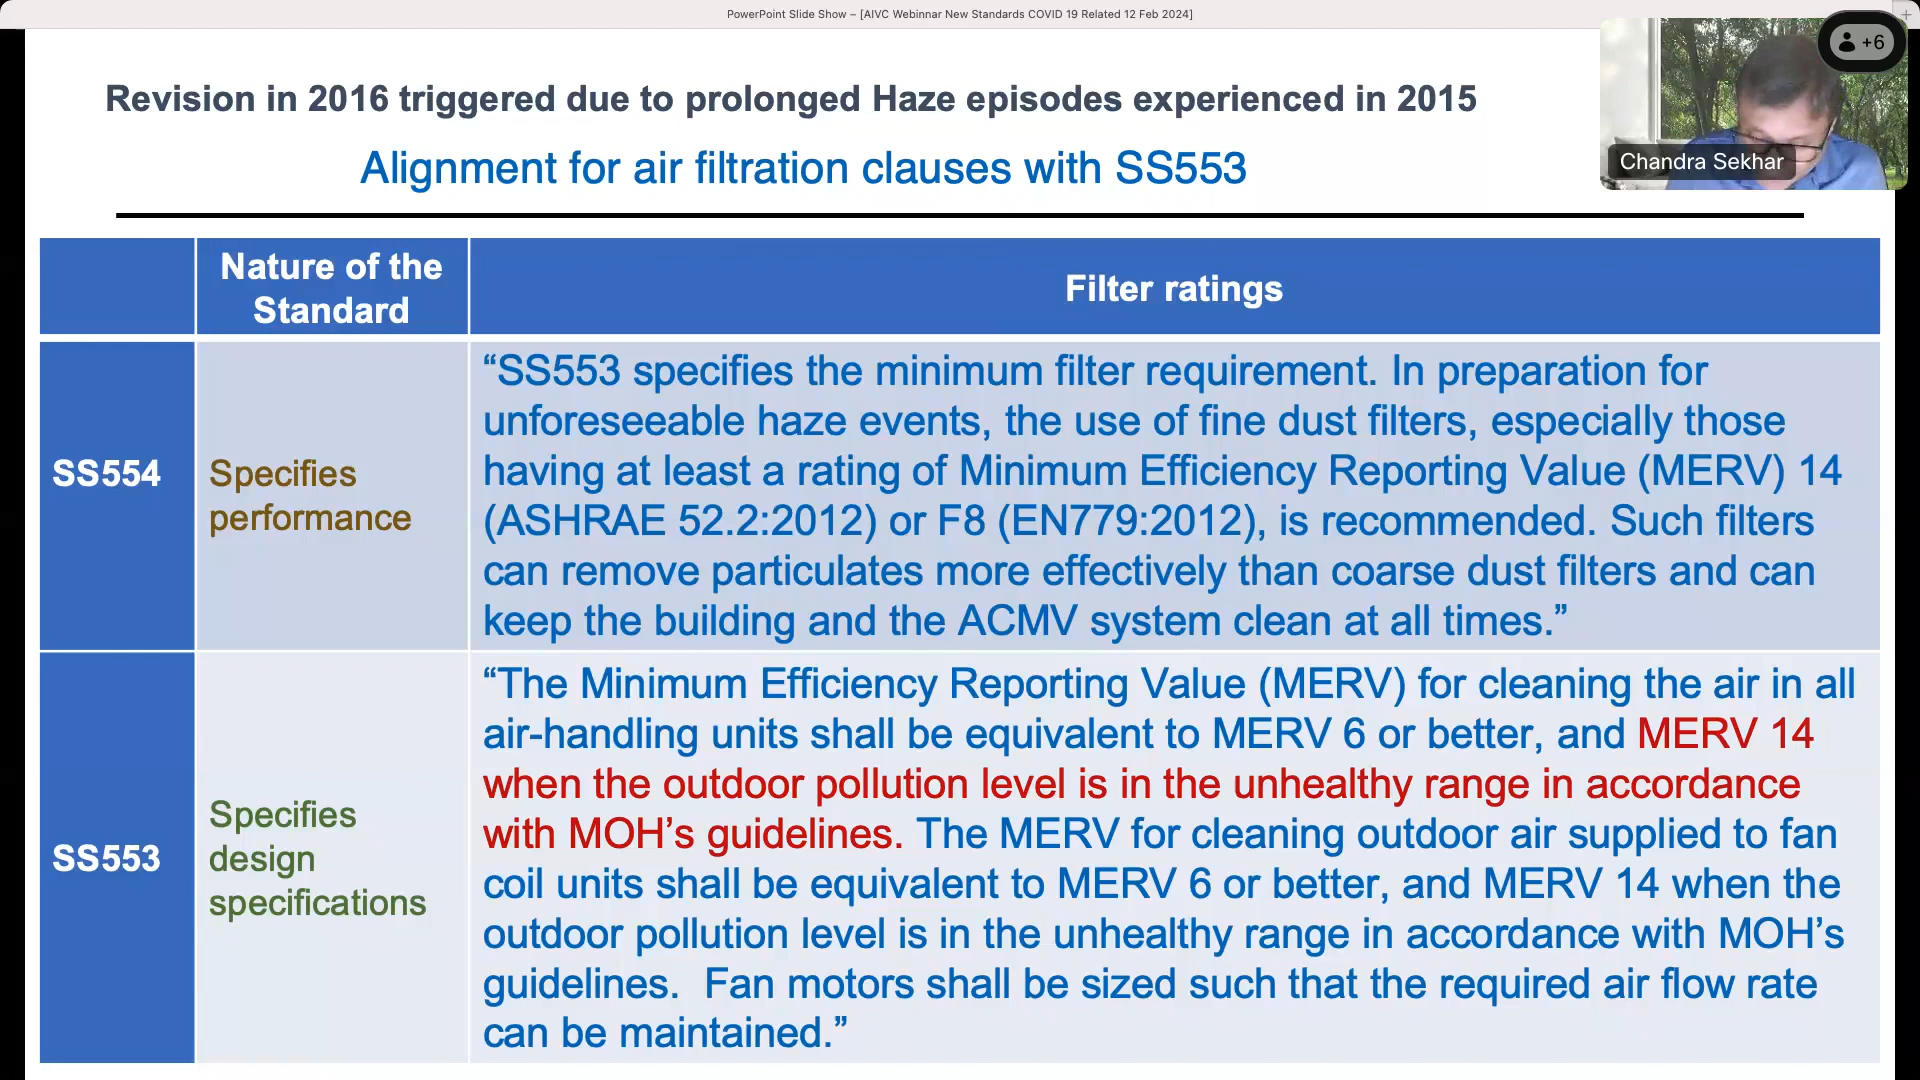 PowerPoint Slide Show – [AIVC Webinnar New Standards COVID 19 Related 12 Feb 2024]
+6
Revision in 2016 triggered due to prolonged Haze episodes experienced in 2015
Alignment for air filtration clauses with SS553
Chandra Sekhar
Nature of the
Standard
Filter ratings
SS554
Specifies
performance
“SS553 specifies the minimum filter requirement. In preparation for
unforeseeable haze events, the use of fine dust filters, especially those
having at least a rating of Minimum Efficiency Reporting Value (MERV) 14
(ASHRAE 52.2:2012) or F8 (EN779:2012), is recommended. Such filters
can remove particulates more effectively than coarse dust filters and can
keep the building and the ACMV system clean at all times.”
SS553
Specifies
design
specifications
“The Minimum Efficiency Reporting Value (MERV) for cleaning the air in all
air-handling units shall be equivalent to MERV 6 or better, and MERV 14
when the outdoor pollution level is in the unhealthy range in accordance
with MOH’s guidelines. The MERV for cleaning outdoor air supplied to fan
coil units shall be equivalent to MERV 6 or better, and MERV 14 when the
outdoor pollution level is in the unhealthy range in accordance with MOH’s
guidelines.  Fan motors shall be sized such that the required air flow rate
can be maintained.”